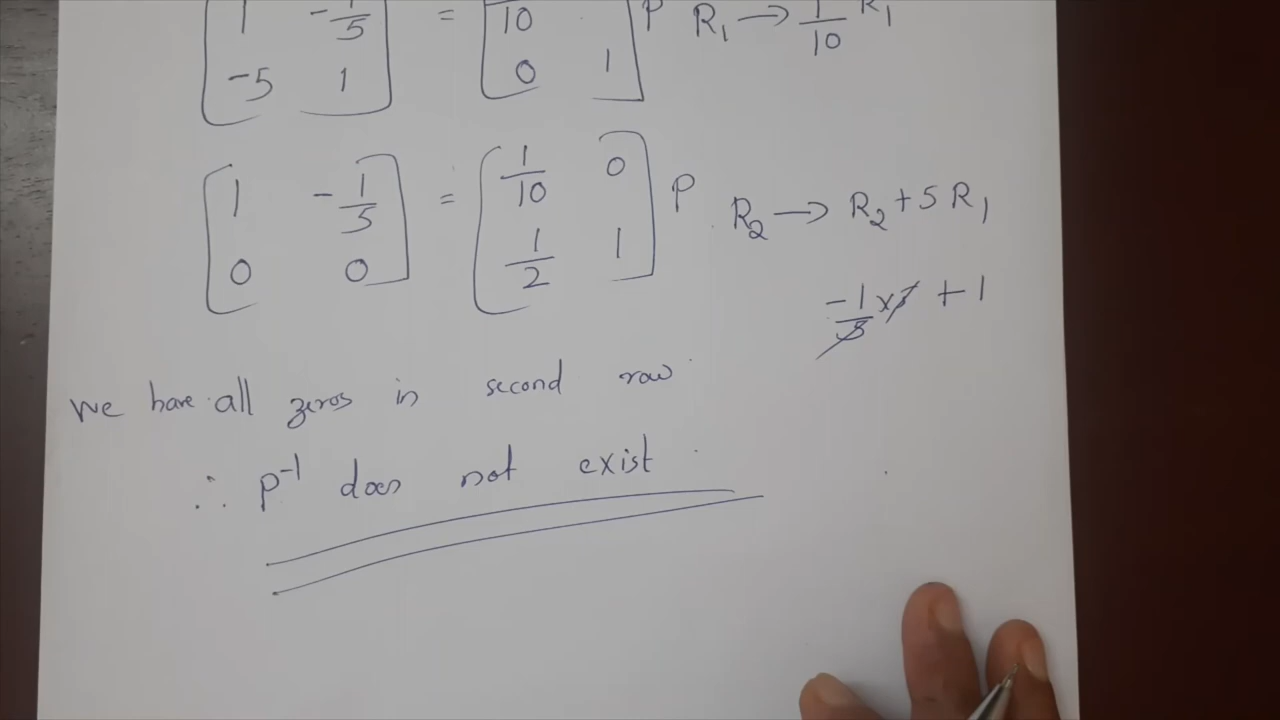 [1 -1/5] = [1/10 ] P R₁ → 1/10 R₁
[-5 1] [0 1]
[1 -1/5] = [1/10 0] P R₂ → R₂ + 5 R₁
[0 0] [1/2 1]
-1/5 x 5 + 1
We have all zeros in second row
∴ P⁻¹ does not exist